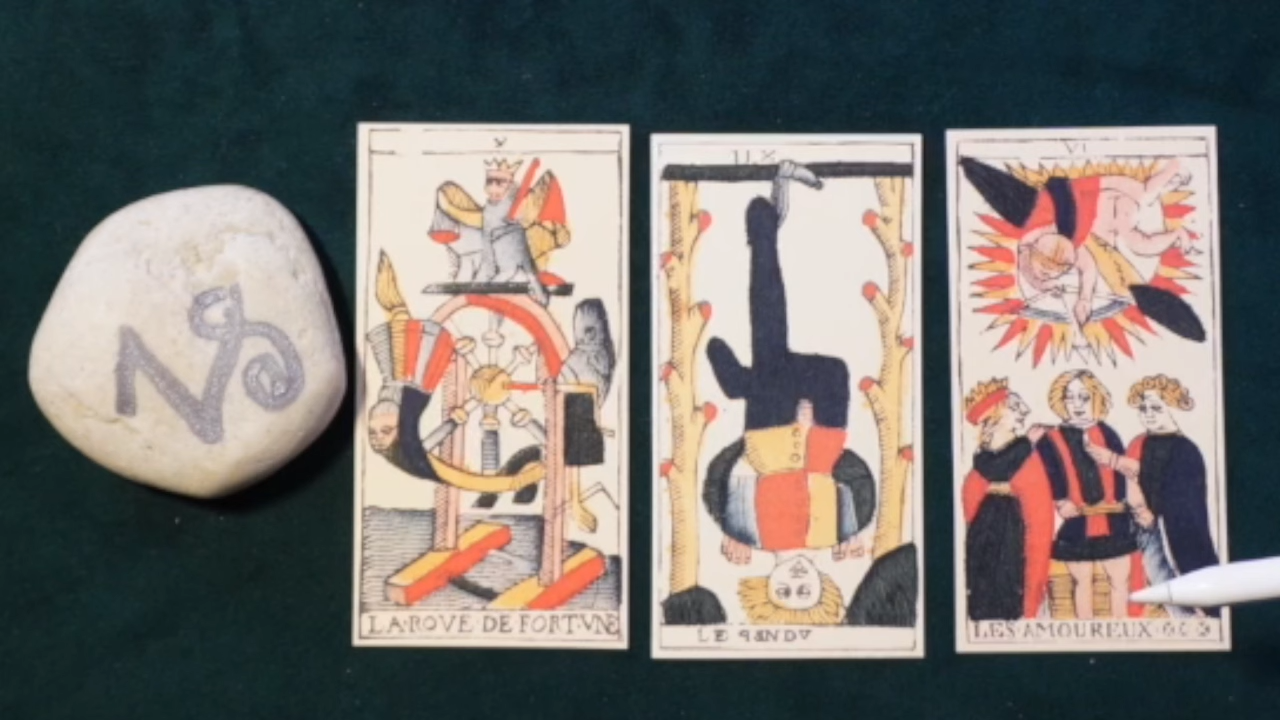 IIX
VI
LA·ROVE·DE·FORTVNE
LE PENDV
LES·AMOUREUX